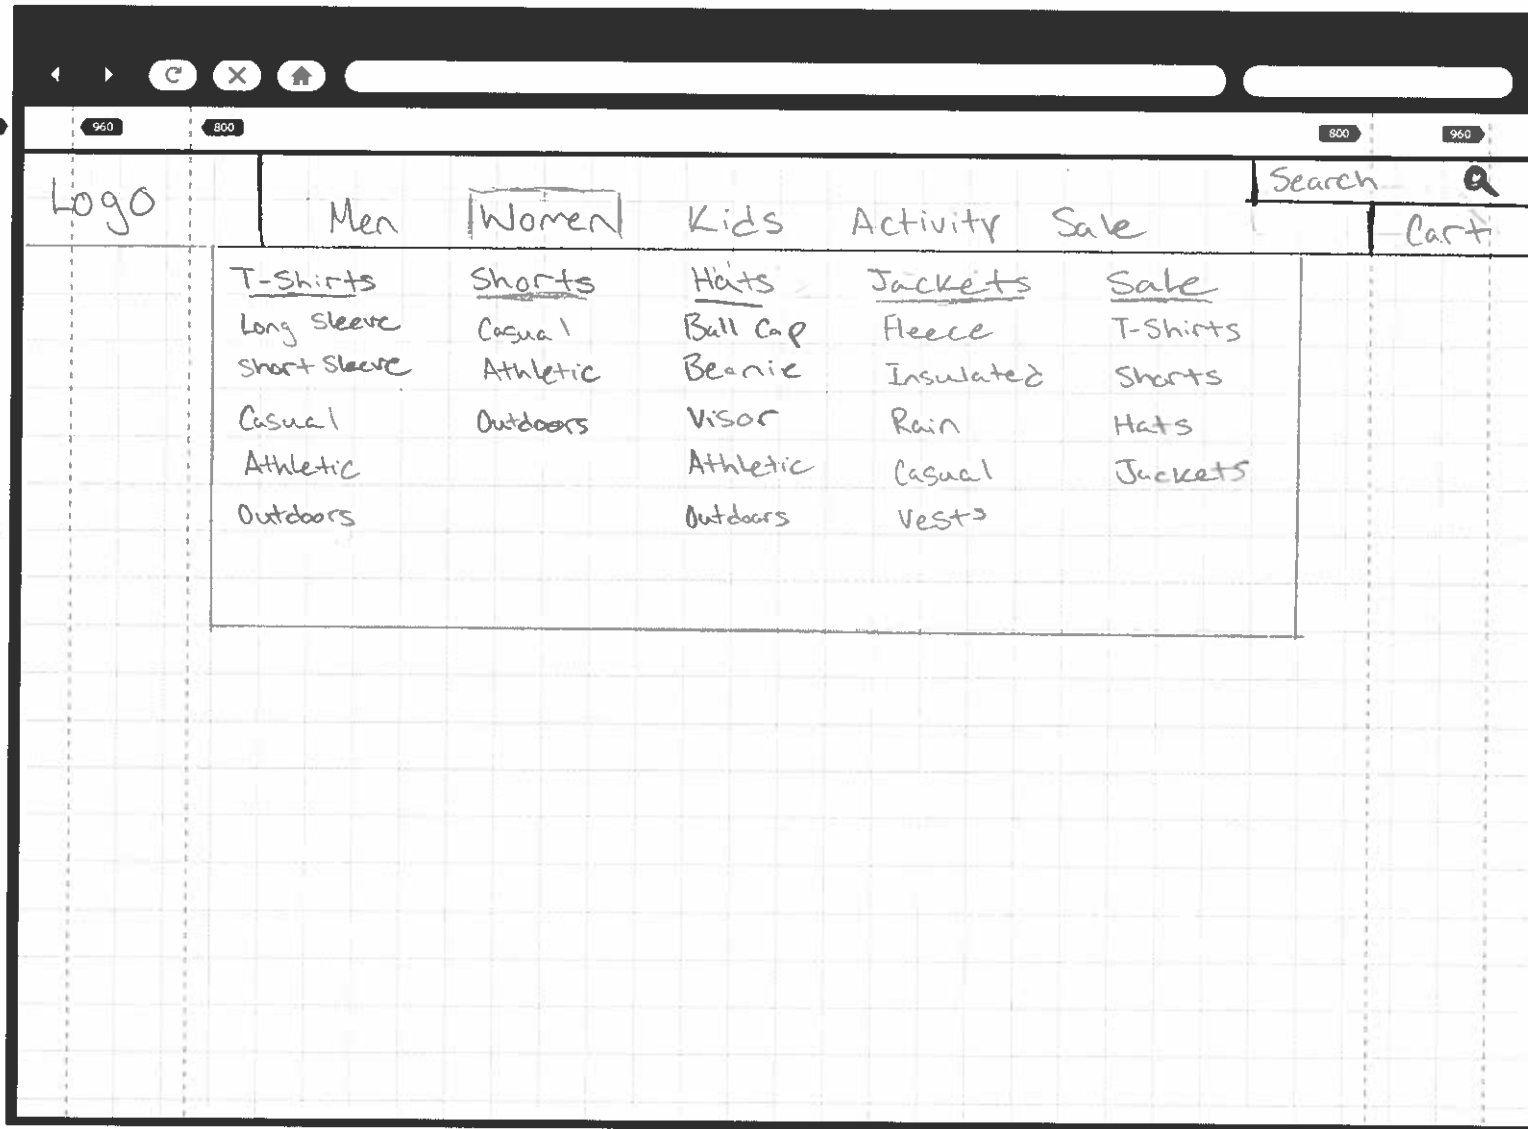 960 800 800 960
Logo
Search
Men Women Kids Activity Sale
Cart
T-Shirts Shorts Hats Jackets Sale
Long Sleeve Casual Ball Cap Fleece T-Shirts
Short Sleeve Athletic Beanie Insulated Shorts
Casual Outdoors Visor Rain Hats
Athletic Athletic Casual Jackets
Outdoors Outdoors Vests